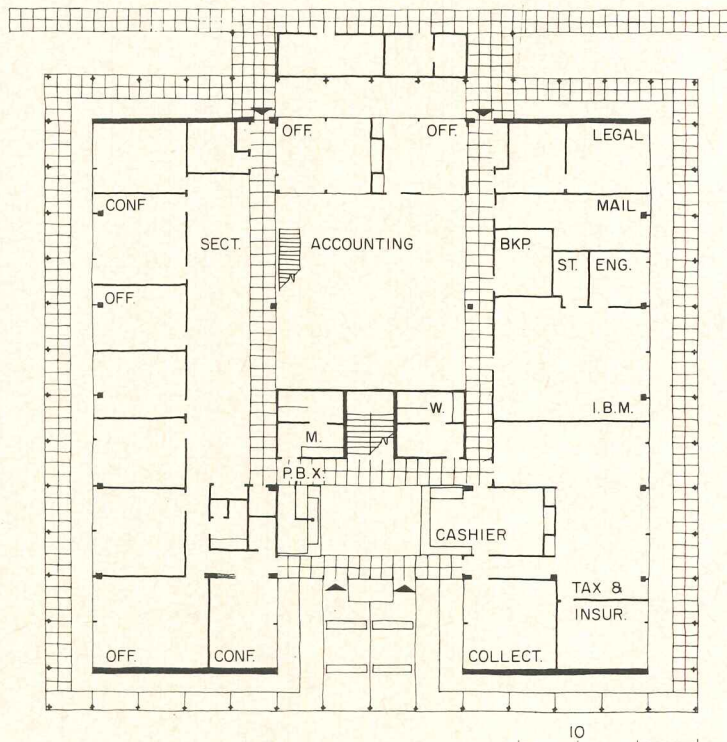 OFF.
OFF.
LEGAL
CONF
MAIL
SECT.
ACCOUNTING
BKP.
ST.
ENG.
OFF.
I.B.M.
W.
M.
P.B.X.
CASHIER
TAX &
INSUR.
OFF.
CONF.
COLLECT.
10